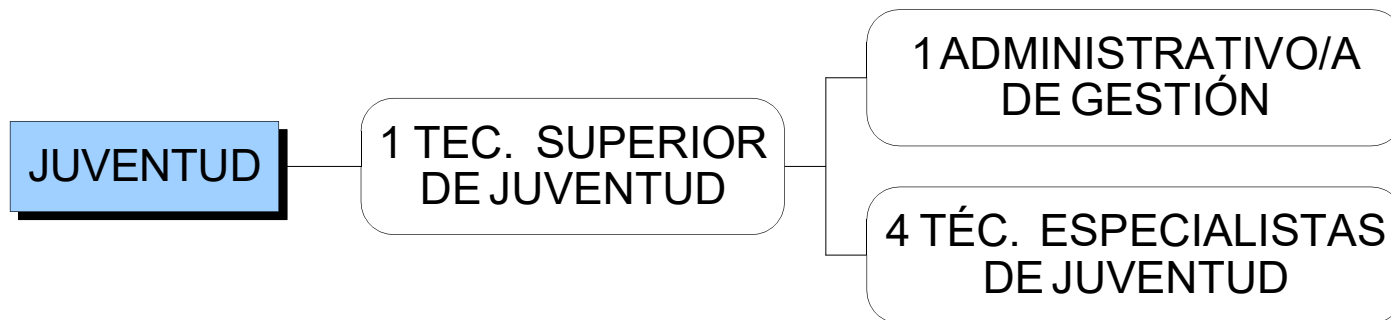 JUVENTUD
1 TEC. SUPERIOR
DE JUVENTUD
1 ADMINISTRATIVO/A
DE GESTIÓN
4 TÉC. ESPECIALISTAS
DE JUVENTUD